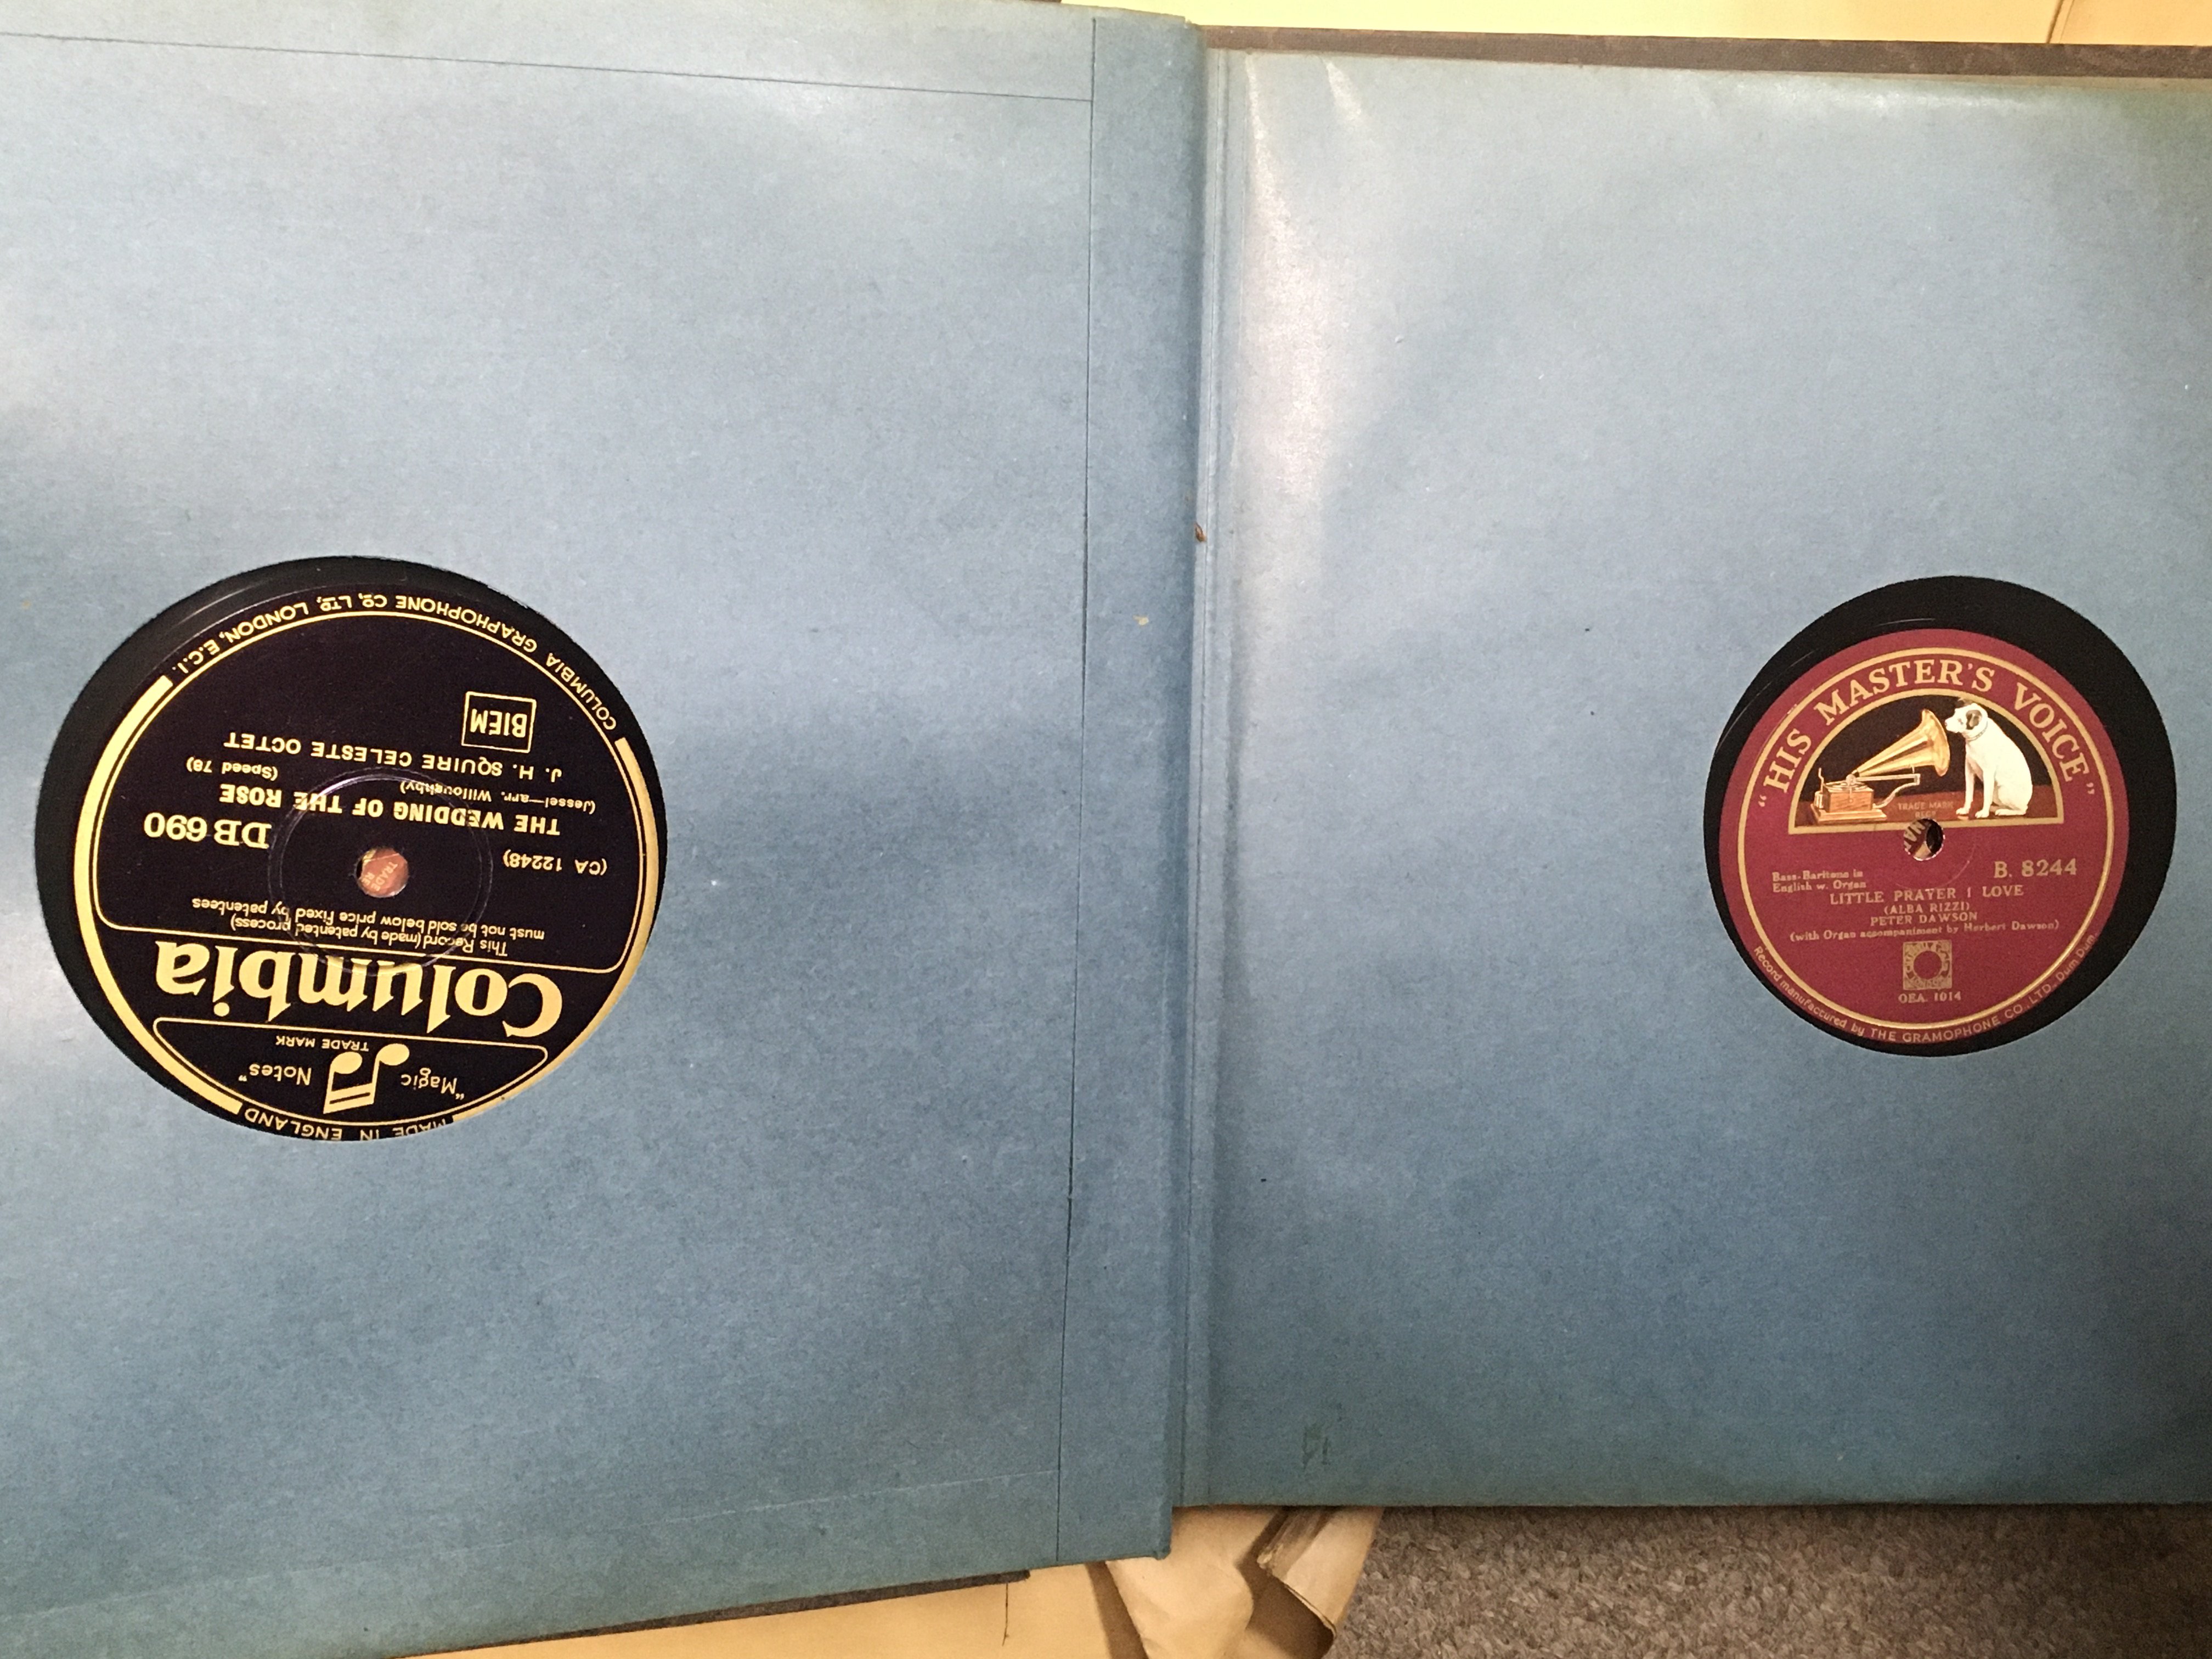 MADE IN ENGLAND
"Magic Notes"
TRADE MARK
Columbia
This Record (made by patented process)
must not be sold below price fixed by patentees
(CA 12248)
DB 690
THE WEDDING OF THE ROSE
(Jessel—arr. Willoughby) (Speed 78)
J. H. SQUIRE CELESTE OCTET
BIEM
COLUMBIA GRAPHOPHONE CO, LTD, LONDON, E.C.1.
TRADE
"HIS MASTER'S VOICE"
TRADE MARK
B. 8244
Bass-Baritone in
English w. Organ
LITTLE PRAYER I LOVE
(ALBA RIZZI)
PETER DAWSON
(with Organ accompaniment by Herbert Dawson)
OEA. 1014
Record manufactured by THE GRAMOPHONE CO., LTD., Dum Dum.